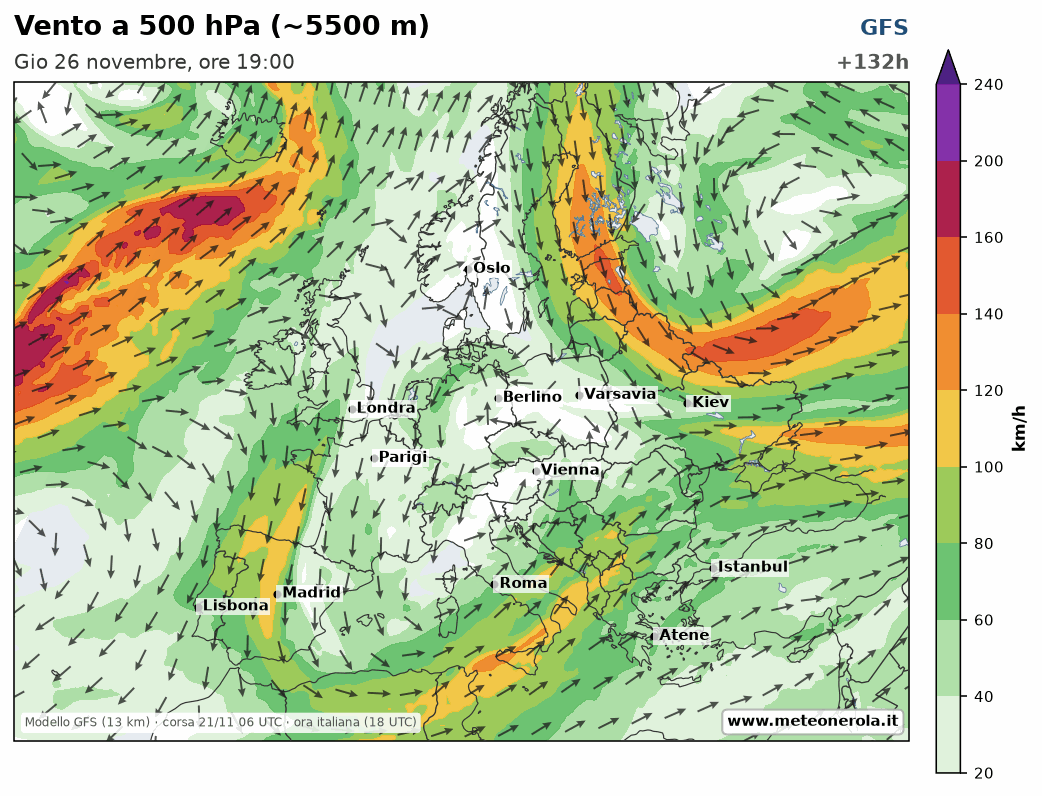 Vento a 500 hPa (~5500 m)
GFS
Gio 26 novembre, ore 19:00
+132h
240
200
160
140
120
100
80
60
40
20
km/h
Oslo
Berlino
Varsavia
Kiev
Londra
Parigi
Vienna
Istanbul
Roma
Madrid
Lisbona
Atene
Modello GFS (13 km) · corsa 21/11 06 UTC · ora italiana (18 UTC)
www.meteonerola.it